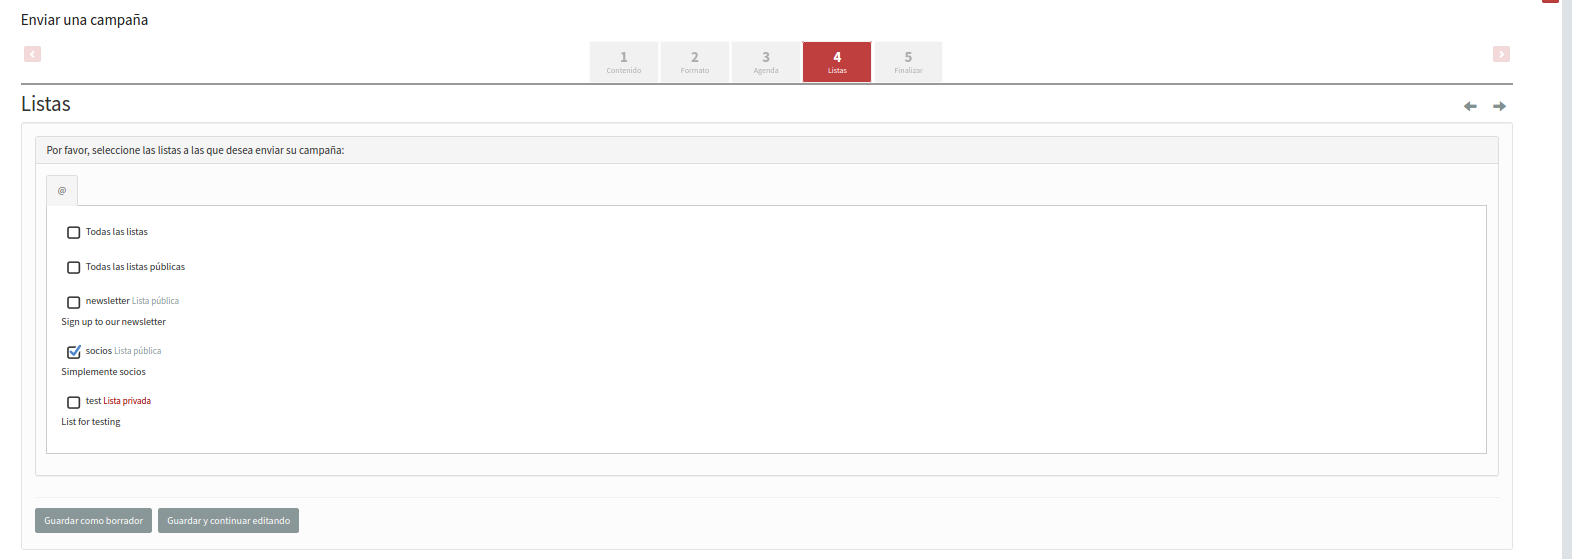 Enviar una campaña
1 2 3 4 5
Contenido Formato Agenda Listas Finalizar
Listas
Por favor, seleccione las listas a las que desea enviar su campaña:
@
Todas las listas
Todas las listas públicas
newsletter Lista pública
Sign up to our newsletter
socios Lista pública
Simplemente socios
test Lista privada
List for testing
Guardar como borrador Guardar y continuar editando